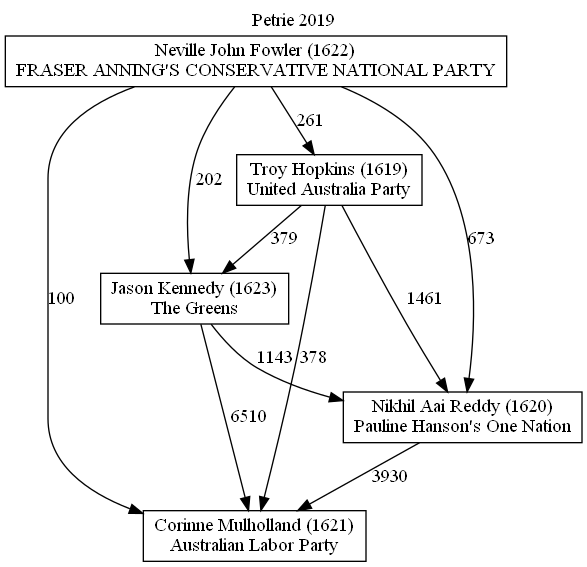 Petrie 2019
Neville John Fowler (1622)
FRASER ANNING'S CONSERVATIVE NATIONAL PARTY
261
Troy Hopkins (1619)
United Australia Party
202
379
673
100
Jason Kennedy (1623)
The Greens
1461
1143
378
6510
Nikhil Aai Reddy (1620)
Pauline Hanson's One Nation
3930
Corinne Mulholland (1621)
Australian Labor Party